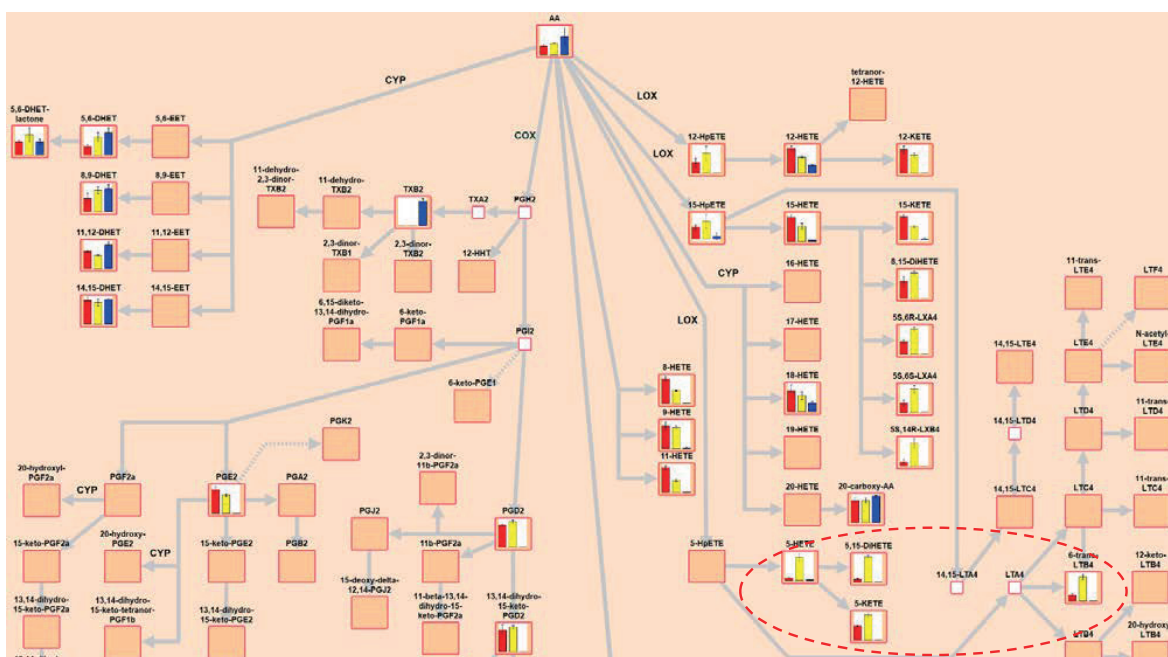 AA
CYP
COX
LOX
LOX
CYP
LOX
tetranor-
12-HETE
12-HpETE
12-HETE
12-KETE
5,6-DHET-
lactone
5,6-DHET
5,6-EET
8,9-DHET
8,9-EET
11,12-DHET
11,12-EET
14,15-DHET
14,15-EET
11-dehydro-
2,3-dinor-
TXB2
11-dehydro-
TXB2
TXB2
TXA2
PGH2
2,3-dinor-
TXB1
2,3-dinor-
TXB2
12-HHT
6,15-diketo-
13,14-dihydro-
PGF1a
6-keto-
PGF1a
PGI2
6-keto-PGE1
15-HpETE
15-HETE
15-KETE
16-HETE
8,15-DiHETE
17-HETE
5S,6R-LXA4
18-HETE
5S,6S-LXA4
19-HETE
5S,14R-LXB4
20-HETE
20-carboxy-AA
8-HETE
9-HETE
11-HETE
11-trans-
LTE4
LTF4
14,15-LTE4
LTE4
N-acetyl-
LTE4
14,15-LTD4
LTD4
11-trans-
LTD4
14,15-LTC4
LTC4
11-trans-
LTC4
PGK2
20-hydroxyl-
PGF2a
CYP
PGF2a
PGE2
PGA2
2,3-dinor-
11b-PGF2a
PGJ2
PGD2
15-keto-PGF2a
20-hydroxy-
PGE2
CYP
15-keto-PGE2
PGB2
11b-PGF2a
13,14-dihydro-
15-keto-PGF2a
13,14-dihydro-
15-keto-tetranor-
PGF1b
13,14-dihydro-
15-keto-PGE2
15-deoxy-delta-
12,14-PGJ2
11-beta-13,14-
dihydro-15-
keto-PGF2a
13,14-dihydro-
15-keto-
PGD2
5-HpETE
5-HETE
5,15-DiHETE
5-KETE
14,15-LTA4
LTA4
6-trans-
LTB4
12-keto-
LTB4
LTB4
20-hydroxy-
LTB4